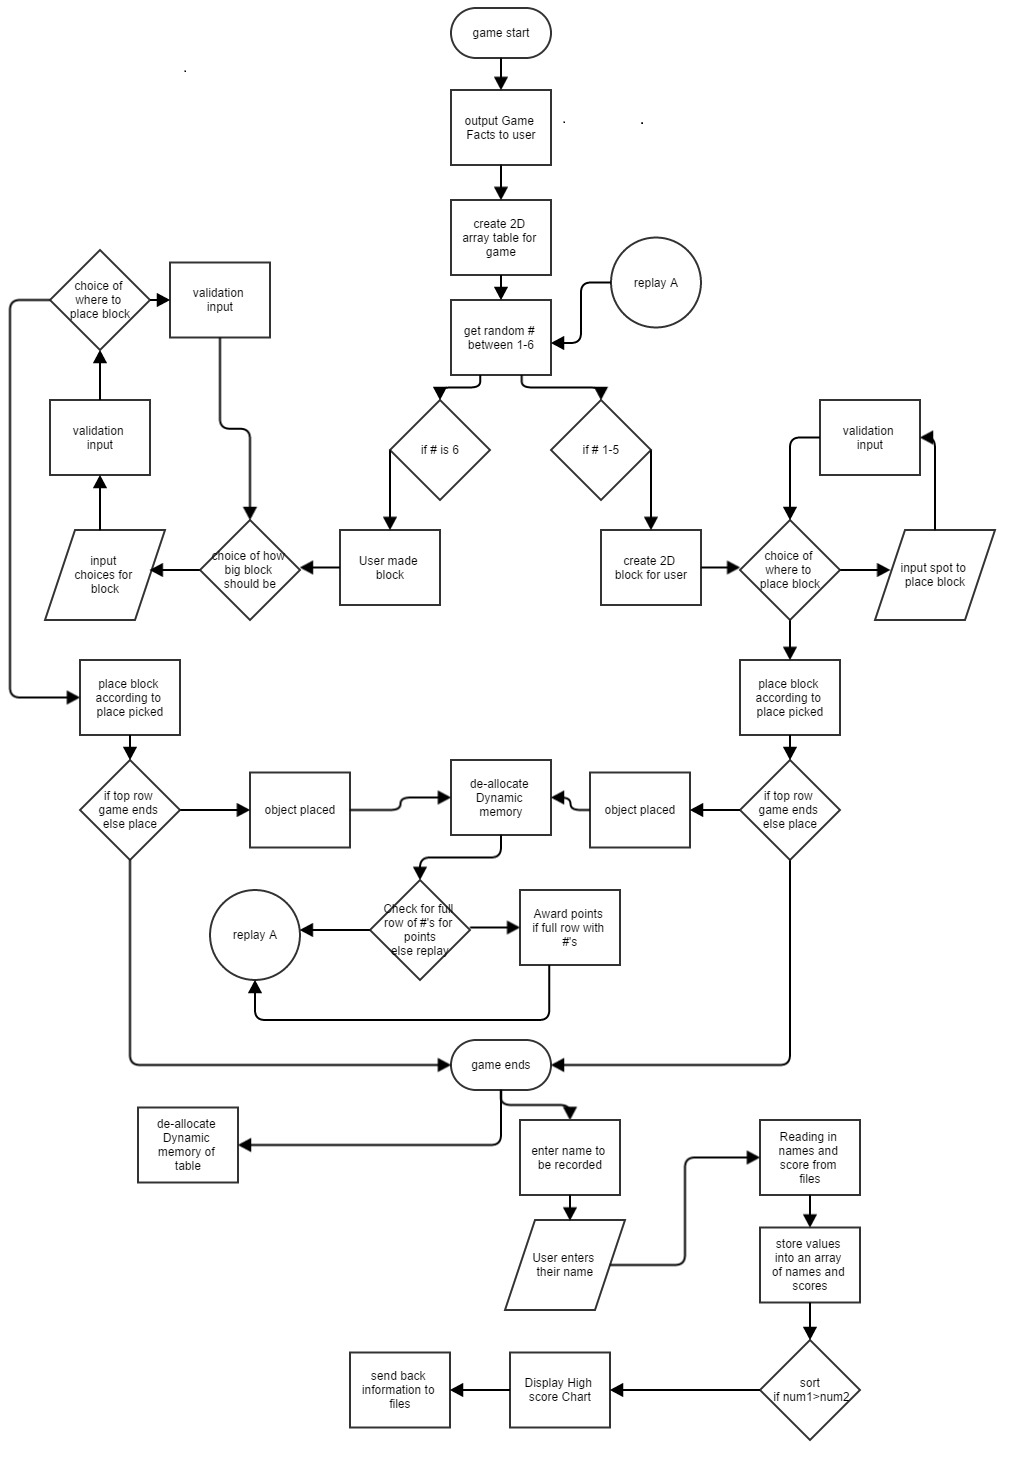 game start
output Game
Facts to user
create 2D
array table for
game
replay A
get random #
between 1-6
choice of
where to
place block
validation
input
if # is 6
if # 1-5
validation
input
validation
input
input
choices for
block
choice of how
big block
should be
User made
block
create 2D
block for user
choice of
where to
place block
input spot to
place block
place block
according to
place picked
place block
according to
place picked
if top row
game ends
else place
object placed
de-allocate
Dynamic
memory
object placed
if top row
game ends
else place
replay A
Check for full
row of #'s for
points
else replay
Award points
if full row with
#'s
game ends
de-allocate
Dynamic
memory of
table
enter name to
be recorded
Reading in
names and
score from
files
User enters
their name
store values
into an array
of names and
scores
send back
information to
files
Display High
score Chart
sort
if num1>num2